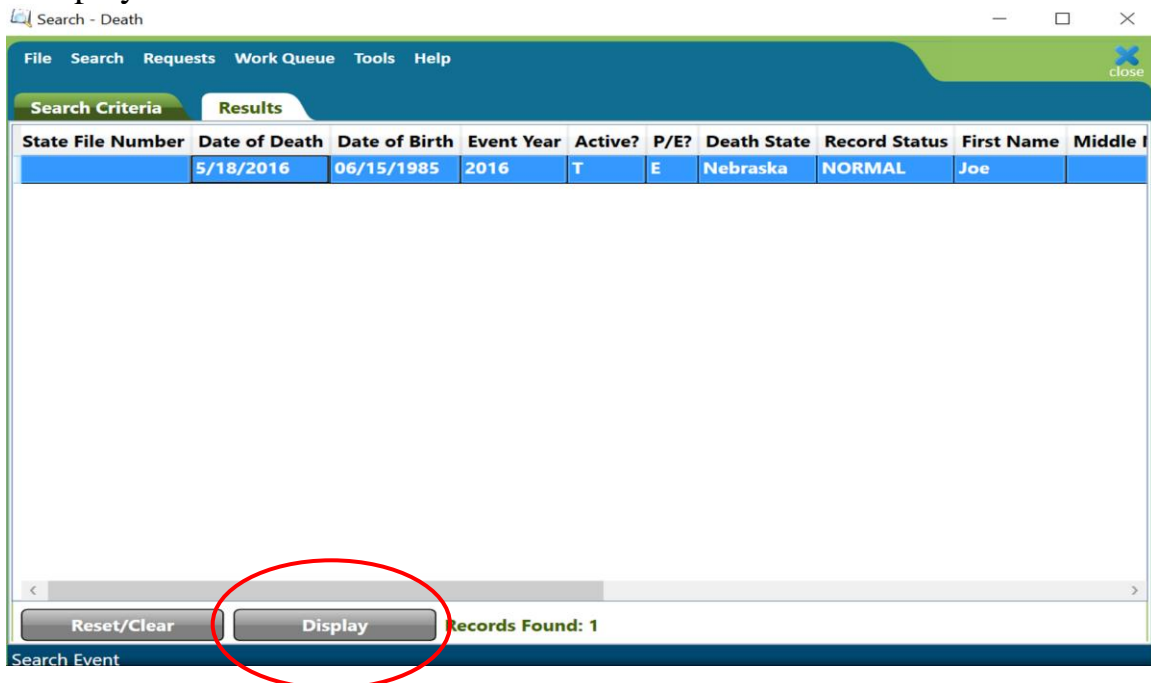 Search - Death
File Search Requests Work Queue Tools Help
close
Search Criteria Results
State File Number Date of Death Date of Birth Event Year Active? P/E? Death State Record Status First Name Middle
5/18/2016 06/15/1985 2016 T E Nebraska NORMAL Joe
Reset/Clear Display Records Found: 1
Search Event